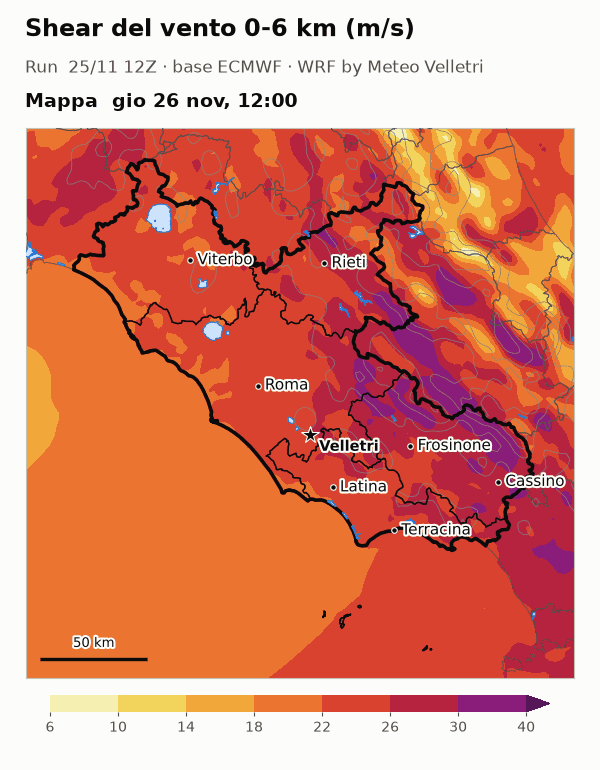 Shear del vento 0-6 km (m/s)
Run  25/11 12Z · base ECMWF · WRF by Meteo Velletri
Mappa  gio 26 nov, 12:00
Viterbo
Rieti
Roma
Velletri
Frosinone
Cassino
Latina
Terracina
50 km
6 10 14 18 22 26 30 40